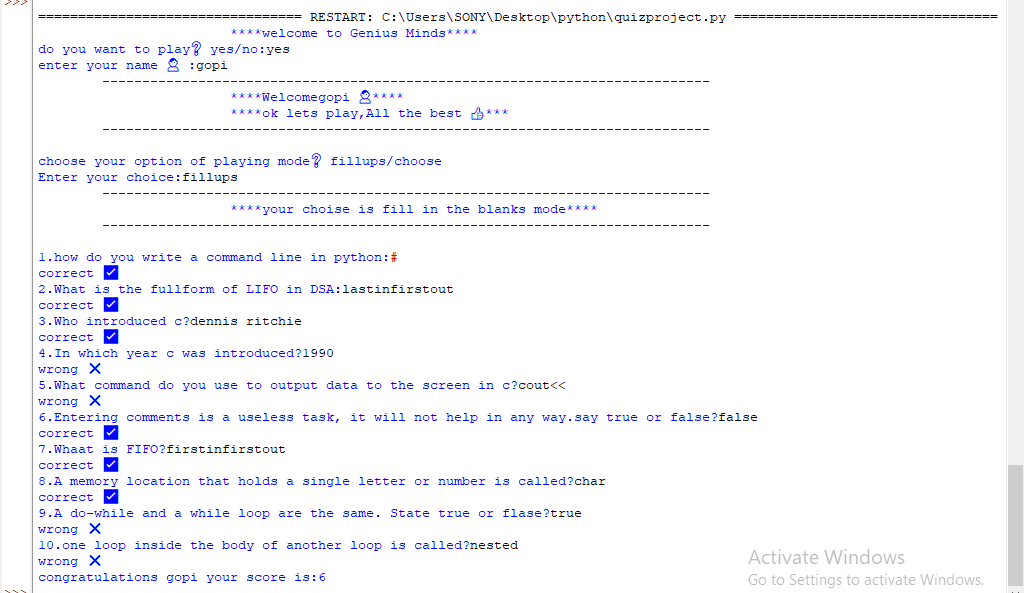 >>>
================================== RESTART: C:\Users\SONY\Desktop\python\quizproject.py ==================================
****welcome to Genius Minds****
do you want to play❔ yes/no:yes
enter your name 👤 :gopi
----------------------------------------------------------------------------
****Welcomegopi 👤****
****ok lets play,All the best 👍***
----------------------------------------------------------------------------
choose your option of playing mode❔ fillups/choose
Enter your choice:fillups
----------------------------------------------------------------------------
****your choise is fill in the blanks mode****
----------------------------------------------------------------------------
1.how do you write a command line in python:#
correct ✅
2.What is the fullform of LIFO in DSA:lastinfirstout
correct ✅
3.Who introduced c?dennis ritchie
correct ✅
4.In which year c was introduced?1990
wrong ❌
5.What command do you use to output data to the screen in c?cout<<
wrong ❌
6.Entering comments is a useless task, it will not help in any way.say true or false?false
correct ✅
7.Whaat is FIFO?firstinfirstout
correct ✅
8.A memory location that holds a single letter or number is called?char
correct ✅
9.A do-while and a while loop are the same. State true or flase?true
wrong ❌
10.one loop inside the body of another loop is called?nested
wrong ❌
congratulations gopi your score is:6
>>>
Activate Windows
Go to Settings to activate Windows.